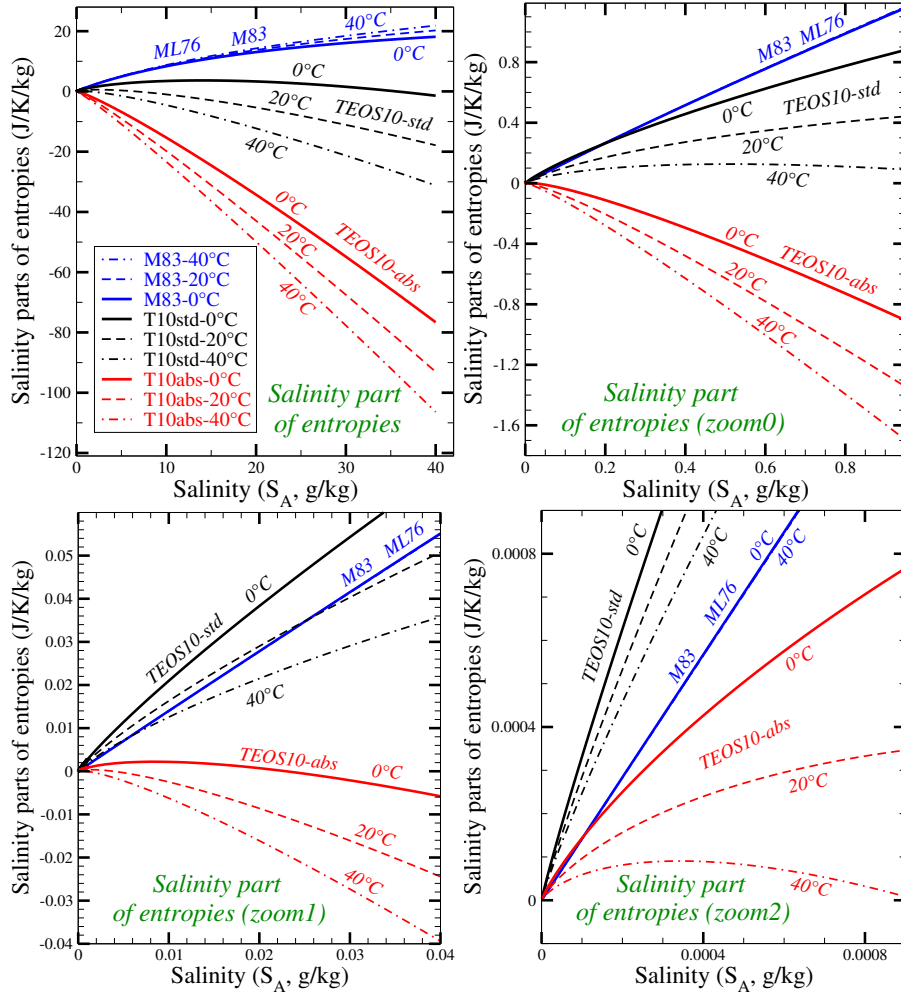 Salinity parts of entropies (J/K/kg)
20
0
-20
-40
-60
-80
-100
-120
ML76
M83
40°C
0°C
0°C
20°C
TEOS10-std
40°C
0°C
20°C
TEOS10-abs
40°C
M83-40°C
M83-20°C
M83-0°C
T10std-0°C
T10std-20°C
T10std-40°C
T10abs-0°C
T10abs-20°C
T10abs-40°C
Salinity part
of entropies
0 10 20 30 40
Salinity (S_A, g/kg)
Salinity parts of entropies (J/K/kg)
0.8
0.4
0
-0.4
-0.8
-1.2
-1.6
M83 ML76
0°C
TEOS10-std
20°C
40°C
0°C
TEOS10-abs
20°C
40°C
Salinity part
of entropies (zoom0)
0 0.2 0.4 0.6 0.8
Salinity (S_A, g/kg)
Salinity parts of entropies (J/K/kg)
0.05
0.04
0.03
0.02
0.01
0
-0.01
-0.02
-0.03
-0.04
TEOS10-std
0°C
M83 ML76
40°C
TEOS10-abs
0°C
20°C
40°C
Salinity part
of entropies (zoom1)
0 0.01 0.02 0.03 0.04
Salinity (S_A, g/kg)
Salinity parts of entropies (J/K/kg)
0.0008
0.0004
0
TEOS10-std
0°C
40°C
M83
ML76
0°C
40°C
0°C
TEOS10-abs
20°C
40°C
Salinity part
of entropies (zoom2)
0 0.0004 0.0008
Salinity (S_A, g/kg)